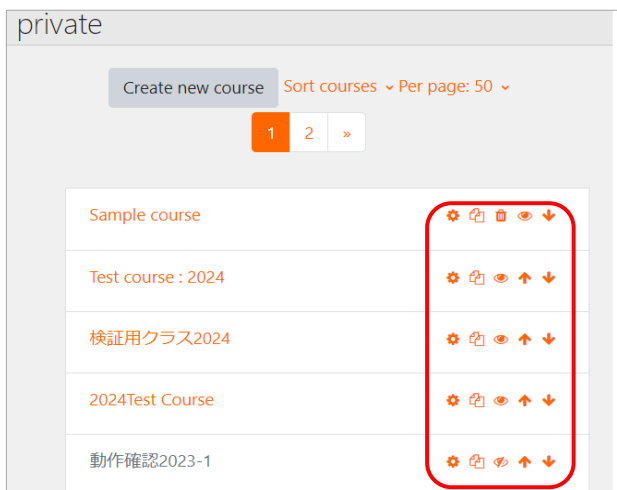 private
Create new course Sort courses Per page: 50
1 2 »
Sample course
Test course : 2024
検証用クラス2024
2024Test Course
動作確認2023-1